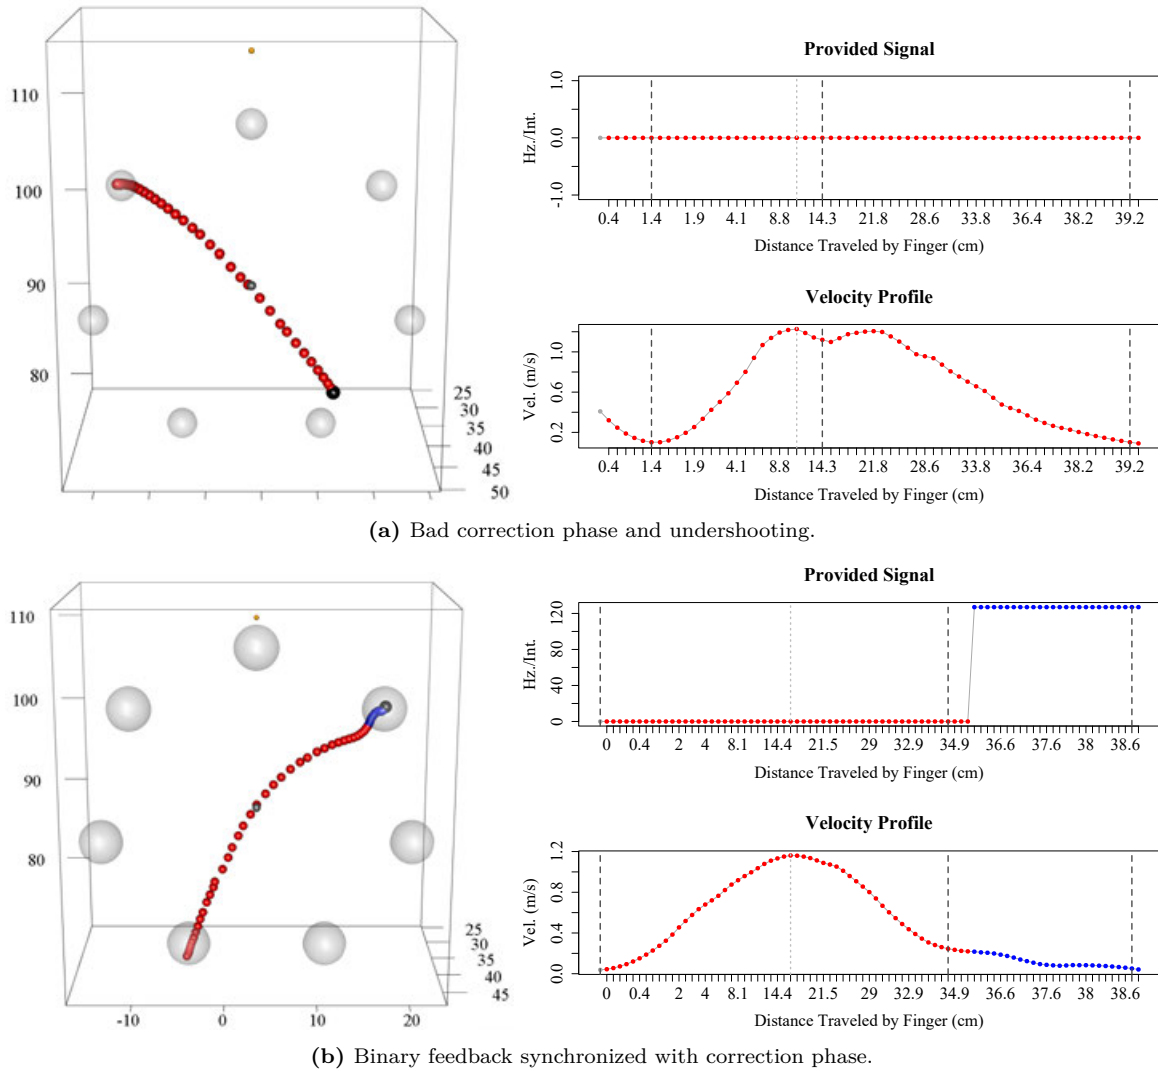 110
100
90
80
25
30
35
40
45
50
Provided Signal
Hz./Int.
1.0
0.0
-1.0
0.4 1.4 1.9 4.1 8.8 14.3 21.8 28.6 33.8 36.4 38.2 39.2
Distance Traveled by Finger (cm)
Velocity Profile
Vel. (m/s)
1.0
0.6
0.2
0.4 1.4 1.9 4.1 8.8 14.3 21.8 28.6 33.8 36.4 38.2 39.2
Distance Traveled by Finger (cm)
(a) Bad correction phase and undershooting.
110
100
90
80
25
30
35
40
45
-10 0 10 20
Provided Signal
Hz./Int.
120
80
40
0
0 0.4 2 4 8.1 14.4 21.5 29 32.9 34.9 36.6 37.6 38 38.6
Distance Traveled by Finger (cm)
Velocity Profile
Vel. (m/s)
1.2
0.8
0.4
0.0
0 0.4 2 4 8.1 14.4 21.5 29 32.9 34.9 36.6 37.6 38 38.6
Distance Traveled by Finger (cm)
(b) Binary feedback synchronized with correction phase.